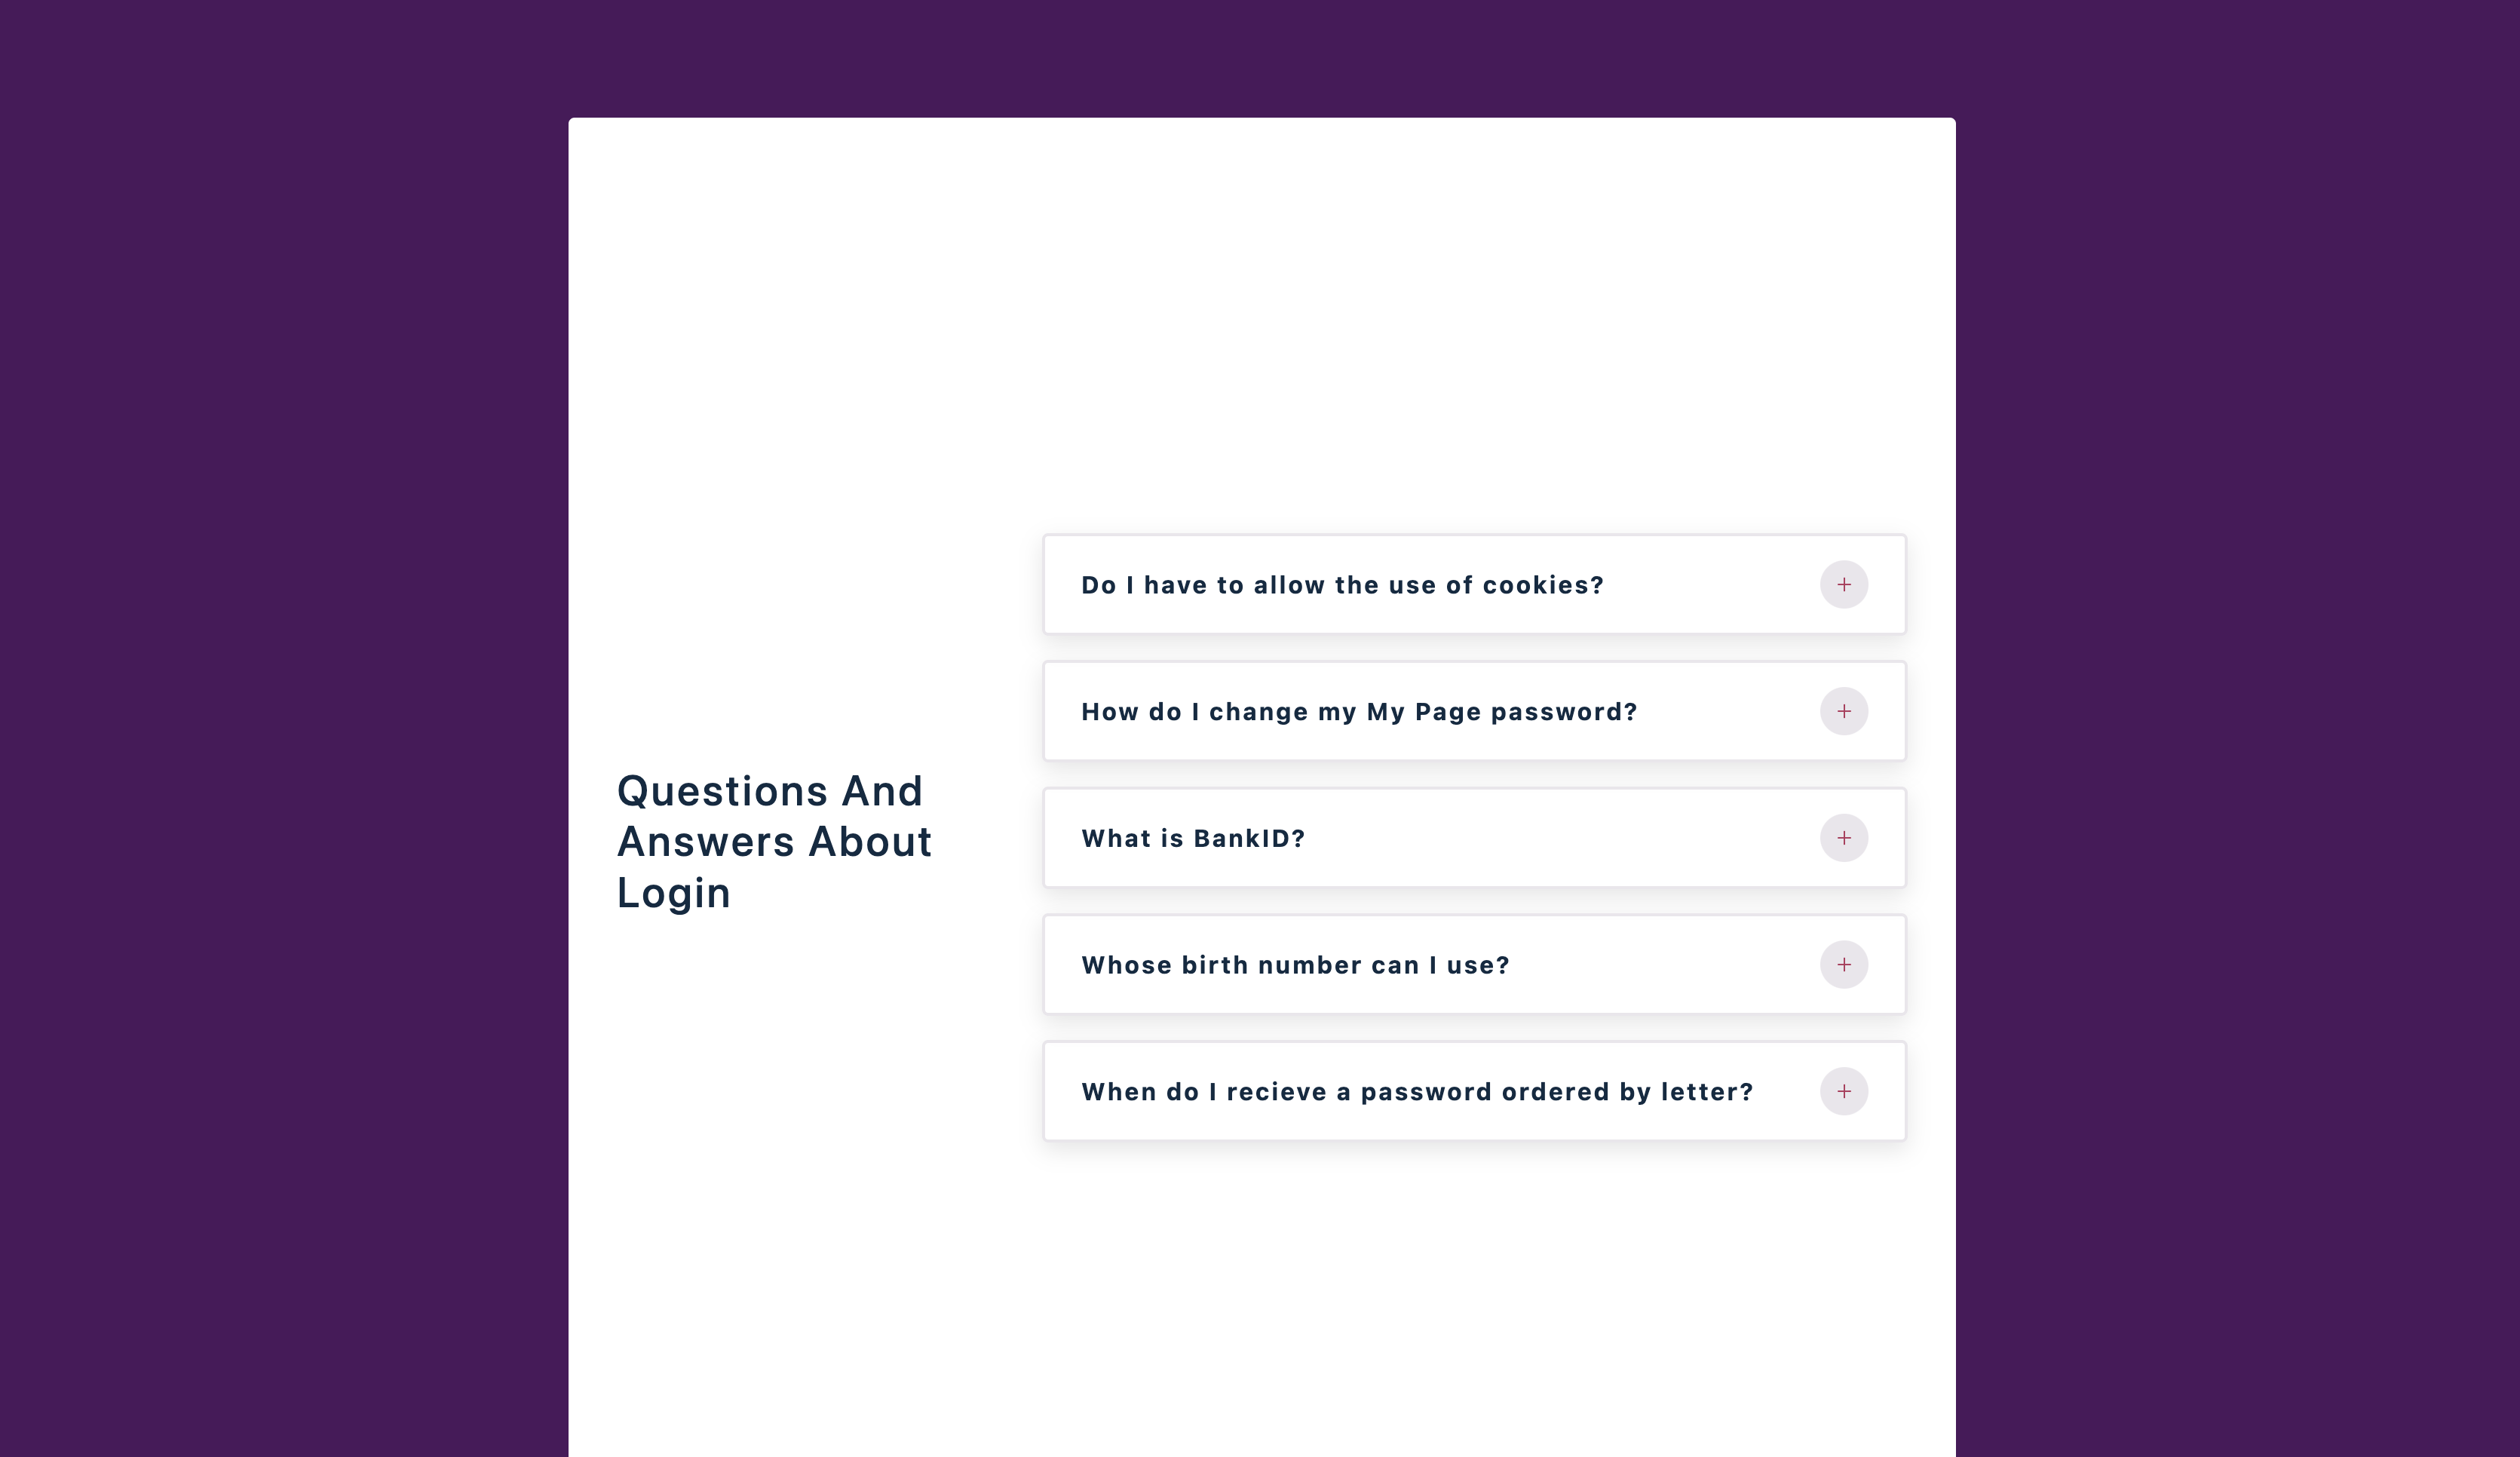 Questions And
Answers About
Login
Do I have to allow the use of cookies?
How do I change my My Page password?
What is BankID?
Whose birth number can I use?
When do I recieve a password ordered by letter?